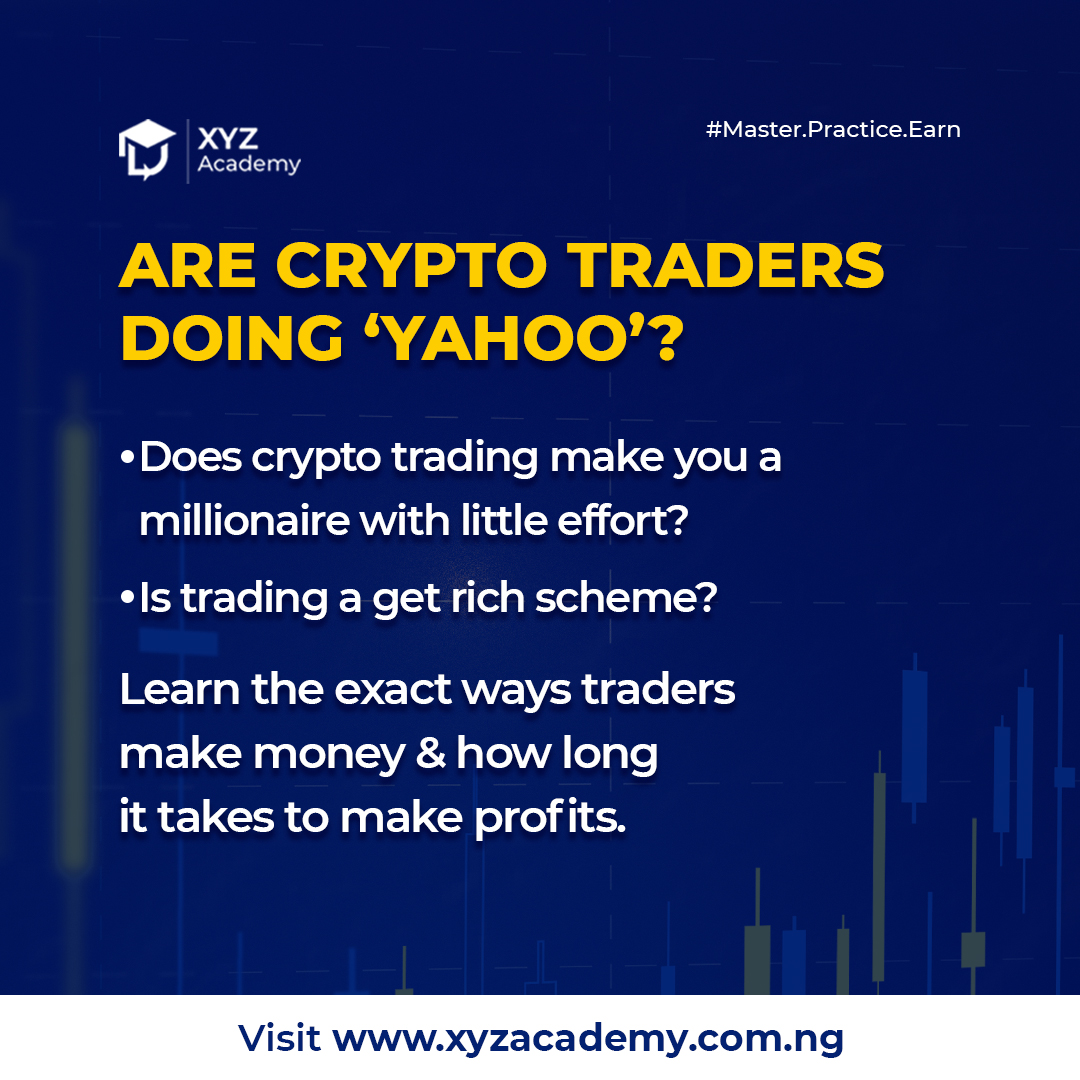 XYZ
Academy
#Master.Practice.Earn
ARE CRYPTO TRADERS
DOING ‘YAHOO’?
•Does crypto trading make you a
millionaire with little effort?
•Is trading a get rich scheme?
Learn the exact ways traders
make money & how long
it takes to make profits.
Visit www.xyzacademy.com.ng